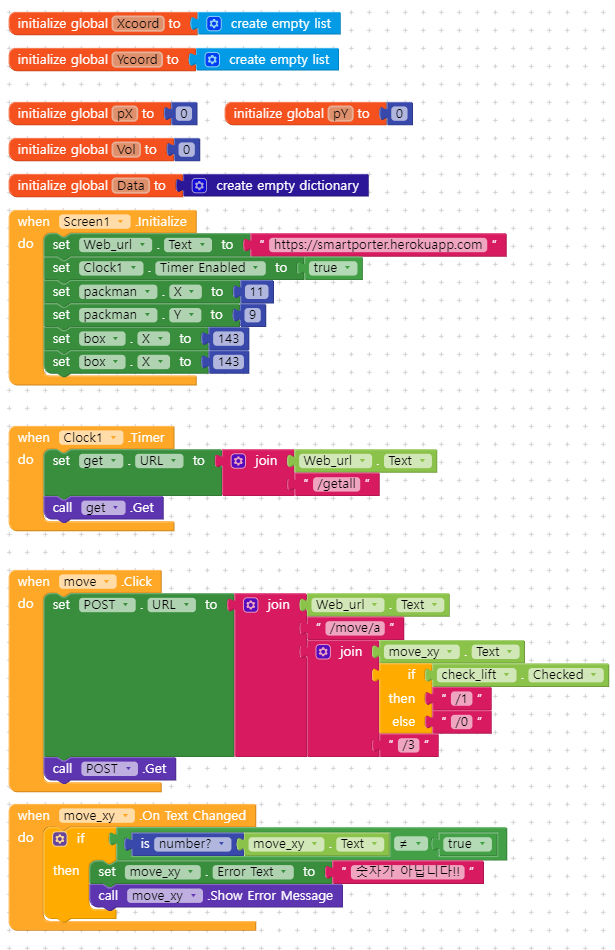 initialize global Xcoord to create empty list
initialize global Ycoord to create empty list
initialize global pX to 0 initialize global pY to 0
initialize global Vol to 0
initialize global Data to create empty dictionary
when Screen1 .Initialize
do set Web_url . Text to " https://smartporter.herokuapp.com "
set Clock1 . Timer Enabled to true
set packman . X to 11
set packman . Y to 9
set box . X to 143
set box . X to 143
when Clock1 .Timer
do set get . URL to join Web_url . Text
" /getall "
call get .Get
when move .Click
do set POST . URL to join Web_url . Text
" /move/a "
join move_xy . Text
if check_lift . Checked
then " /1 "
else " /0 "
" /3 "
call POST .Get
when move_xy .On Text Changed
do if is number? move_xy . Text ≠ true
then set move_xy . Error Text to " 숫자가 아닙니다!! "
call move_xy .Show Error Message